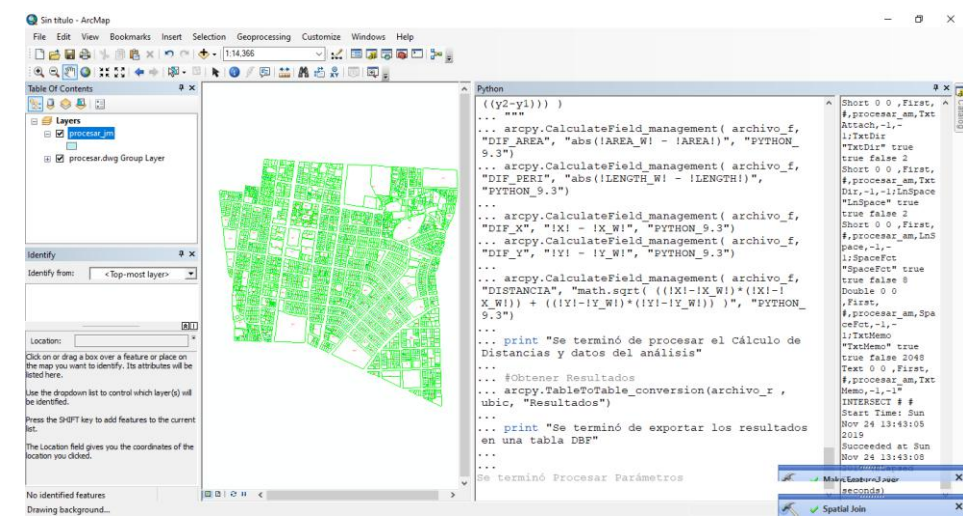 Sin título - ArcMap
File Edit View Bookmarks Insert Selection Geoprocessing Customize Windows Help
1:14,366
Table Of Contents
Layers
procesar_jm
procesar.dwg Group Layer
Identify
Identify from: <Top-most layer>
Location:
Click on or drag a box over a feature or place on
the map you want to identify. Its attributes will be
listed here.
Use the dropdown list to control which layer(s) will
be identified.
Press the SHIFT key to add features to the current
list.
The Location field gives you the coordinates of the
location you clicked.
No identified features
Drawing background...
Python
((y2-y1))) )
... """
... arcpy.CalculateField_management( archivo_f,
"DIF_AREA", "abs(!AREA_W! - !AREA!)", "PYTHON_
9.3")
... arcpy.CalculateField_management( archivo_f,
"DIF_PERI", "abs(!LENGTH_W! - !LENGTH!)",
"PYTHON_9.3")
...
... arcpy.CalculateField_management( archivo_f,
"DIF_X", "!X! - !X_W!", "PYTHON_9.3")
... arcpy.CalculateField_management( archivo_f,
"DIF_Y", "!Y! - !Y_W!", "PYTHON_9.3")
...
... arcpy.CalculateField_management( archivo_f,
"DISTANCIA", "math.sqrt( ((!X!-!X_W!)*(!X!-!
X_W!)) + ((!Y!-!Y_W!)*(!Y!-!Y_W!)) )", "PYTHON_
9.3")
...
... print "Se terminó de procesar el Cálculo de
Distancias y datos del análisis"
...
... #Obtener Resultados
... arcpy.TableToTable_conversion(archivo_r ,
ubic, "Resultados")
...
... print "Se terminó de exportar los resultados
en una tabla DBF"
...
...
Se terminó Procesar Parámetros
Short 0 0 ,First,
#,procesar_am,Txt
Attach,-1,-
1;TxtDir
"TxtDir" true
true false 2
Short 0 0 ,First,
#,procesar_am,Txt
Dir,-1,-1;LnSpace
"LnSpace" true
true false 2
Short 0 0 ,First,
#,procesar_am,LnS
pace,-1,-
1;SpaceFct
"SpaceFct" true
true false 8
Double 0 0
,First,
#,procesar_am,Spa
ceFct,-1,-
1;TxtMemo
"TxtMemo" true
true false 2048
Text 0 0 ,First,
#,procesar_am,Txt
Memo,-1,-1"
INTERSECT # #
Start Time: Sun
Nov 24 13:43:05
2019
Succeeded at Sun
Nov 24 13:43:08
seconds)
Catalog
Make Feature Layer
Spatial Join